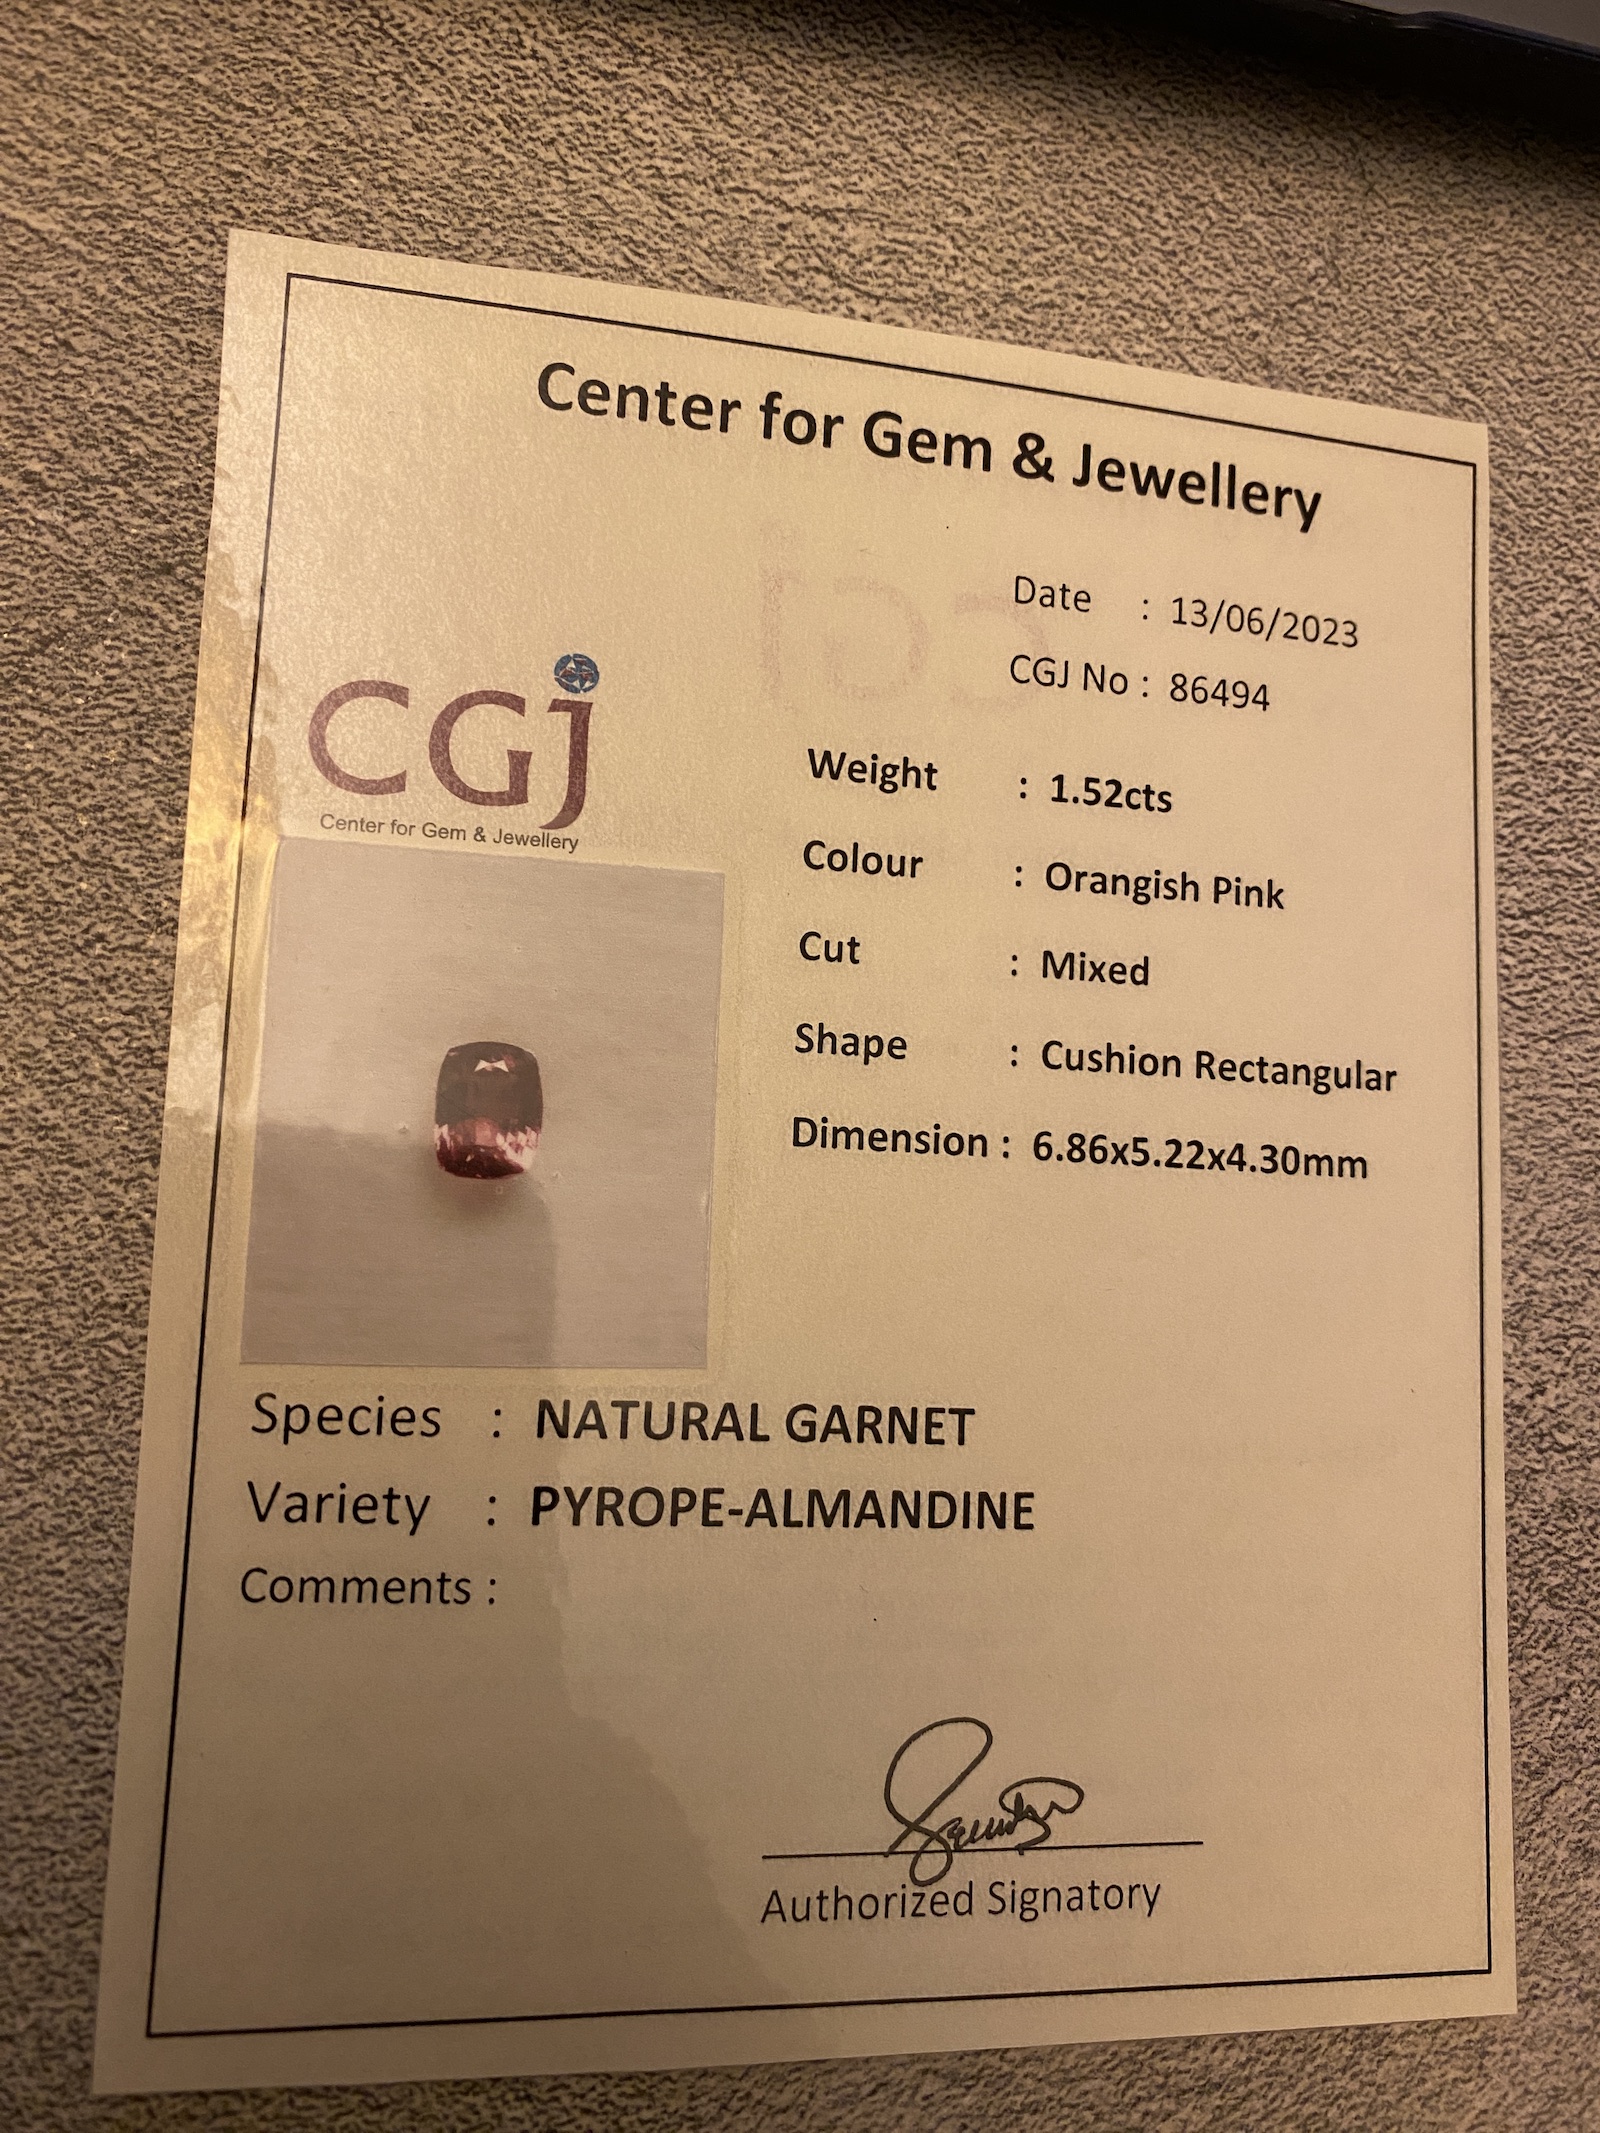 Center for Gem & Jewellery
Date : 13/06/2023
CGJ No : 86494
CGJ
Center for Gem & Jewellery
Weight : 1.52cts
Colour : Orangish Pink
Cut : Mixed
Shape : Cushion Rectangular
Dimension : 6.86x5.22x4.30mm
Species : NATURAL GARNET
Variety : PYROPE-ALMANDINE
Comments :
Authorized Signatory